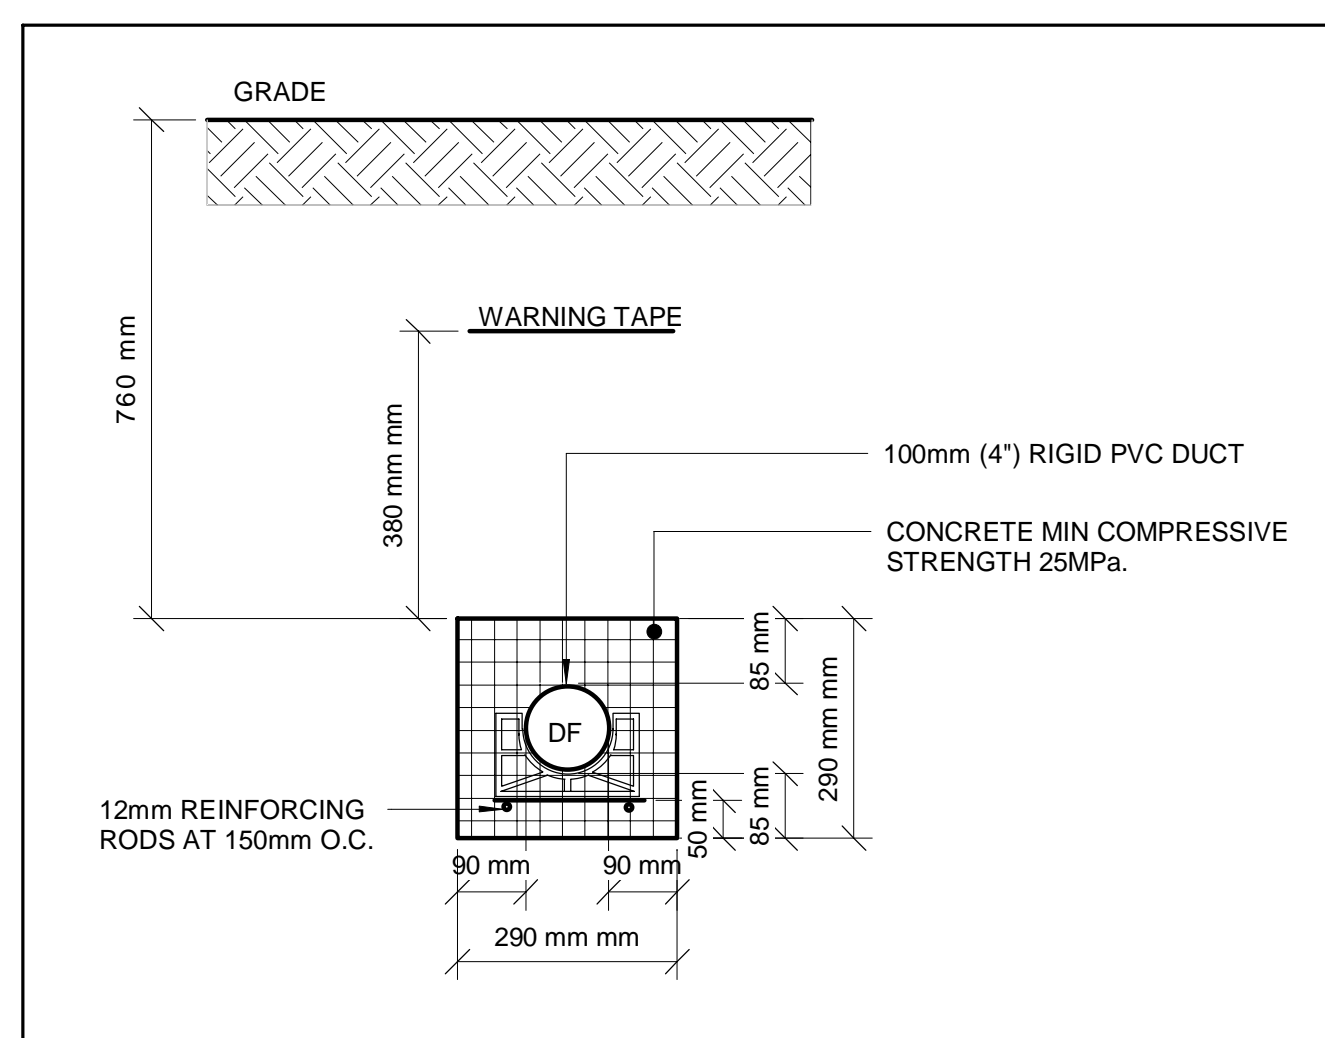 GRADE
WARNING TAPE
760 mm
380 mm mm
100mm (4") RIGID PVC DUCT
CONCRETE MIN COMPRESSIVE
STRENGTH 25MPa.
85 mm
290 mm mm
DF
12mm REINFORCING
RODS AT 150mm O.C.
50 mm
85 mm
90 mm
90 mm
290 mm mm